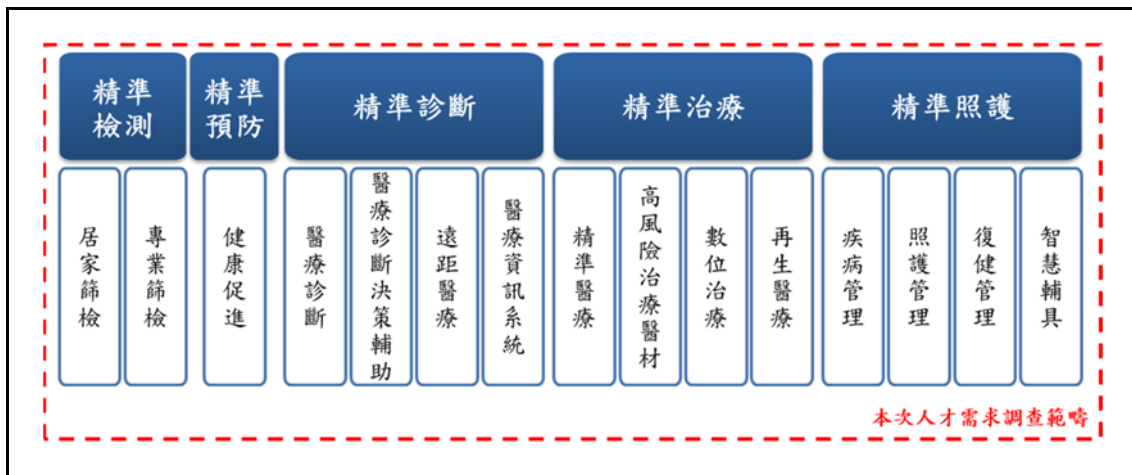 精準
檢測
精準
預防
精準診斷
精準治療
精準照護
居家篩檢
專業篩檢
健康促進
醫療診斷
醫療診斷決策輔助
遠距醫療
醫療資訊系統
精準醫療
高風險治療醫材
數位治療
再生醫療
疾病管理
照護管理
復健管理
智慧輔具
本次人才需求調查範疇